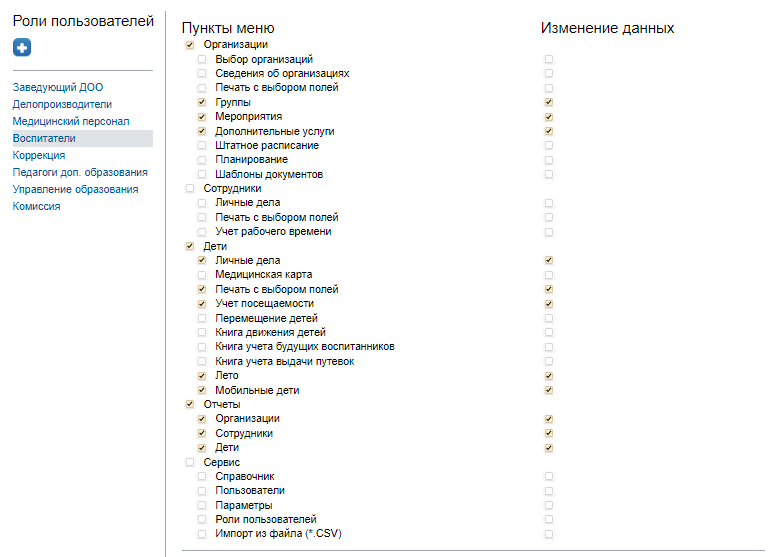 Роли пользователей
Заведующий ДОО
Делопроизводители
Медицинский персонал
Воспитатели
Коррекция
Педагоги доп. образования
Управление образования
Комиссия
Пункты меню
Изменение данных
Организации
Выбор организаций
Сведения об организациях
Печать с выбором полей
Группы
Мероприятия
Дополнительные услуги
Штатное расписание
Планирование
Шаблоны документов
Сотрудники
Личные дела
Печать с выбором полей
Учет рабочего времени
Дети
Личные дела
Медицинская карта
Печать с выбором полей
Учет посещаемости
Перемещение детей
Книга движения детей
Книга учета будущих воспитанников
Книга учета выдачи путевок
Лето
Мобильные дети
Отчеты
Организации
Сотрудники
Дети
Сервис
Справочник
Пользователи
Параметры
Роли пользователей
Импорт из файла (*.CSV)